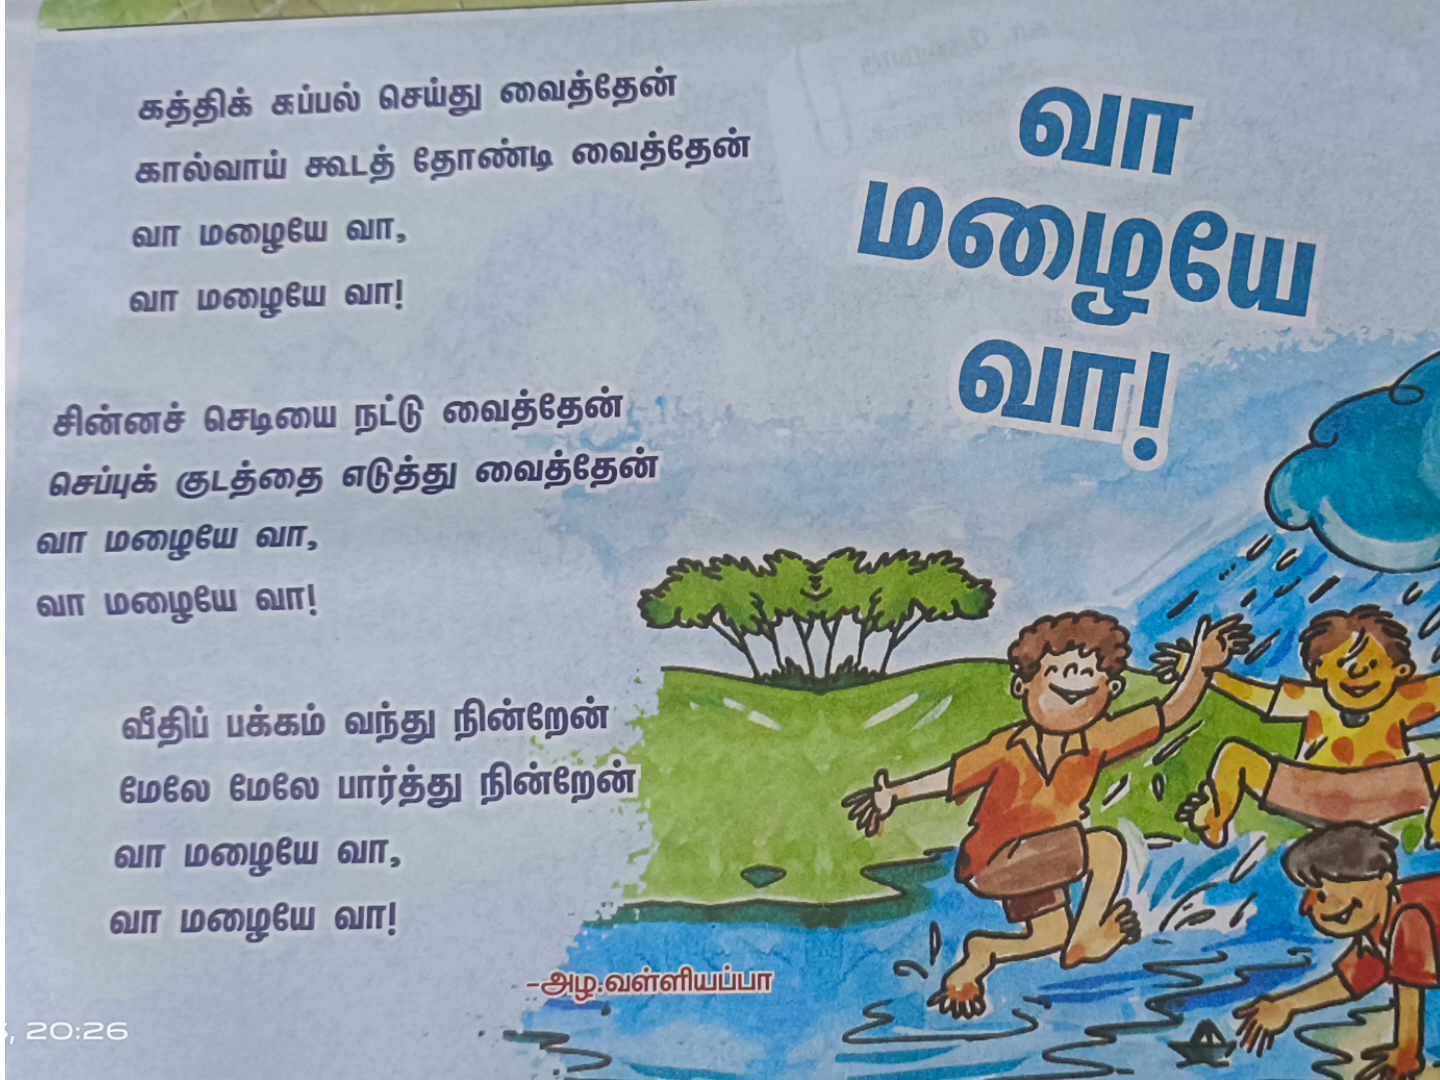 வா
மழையே
வா!
கத்திக் கப்பல் செய்து வைத்தேன்
கால்வாய் கூடத் தோண்டி வைத்தேன்
வா மழையே வா,
வா மழையே வா!
சின்னச் செடியை நட்டு வைத்தேன்
செப்புக் குடத்தை எடுத்து வைத்தேன்
வா மழையே வா,
வா மழையே வா!
வீதிப் பக்கம் வந்து நின்றேன்
மேலே மேலே பார்த்து நின்றேன்
வா மழையே வா,
வா மழையே வா!
-அழ.வள்ளியப்பா
20:26